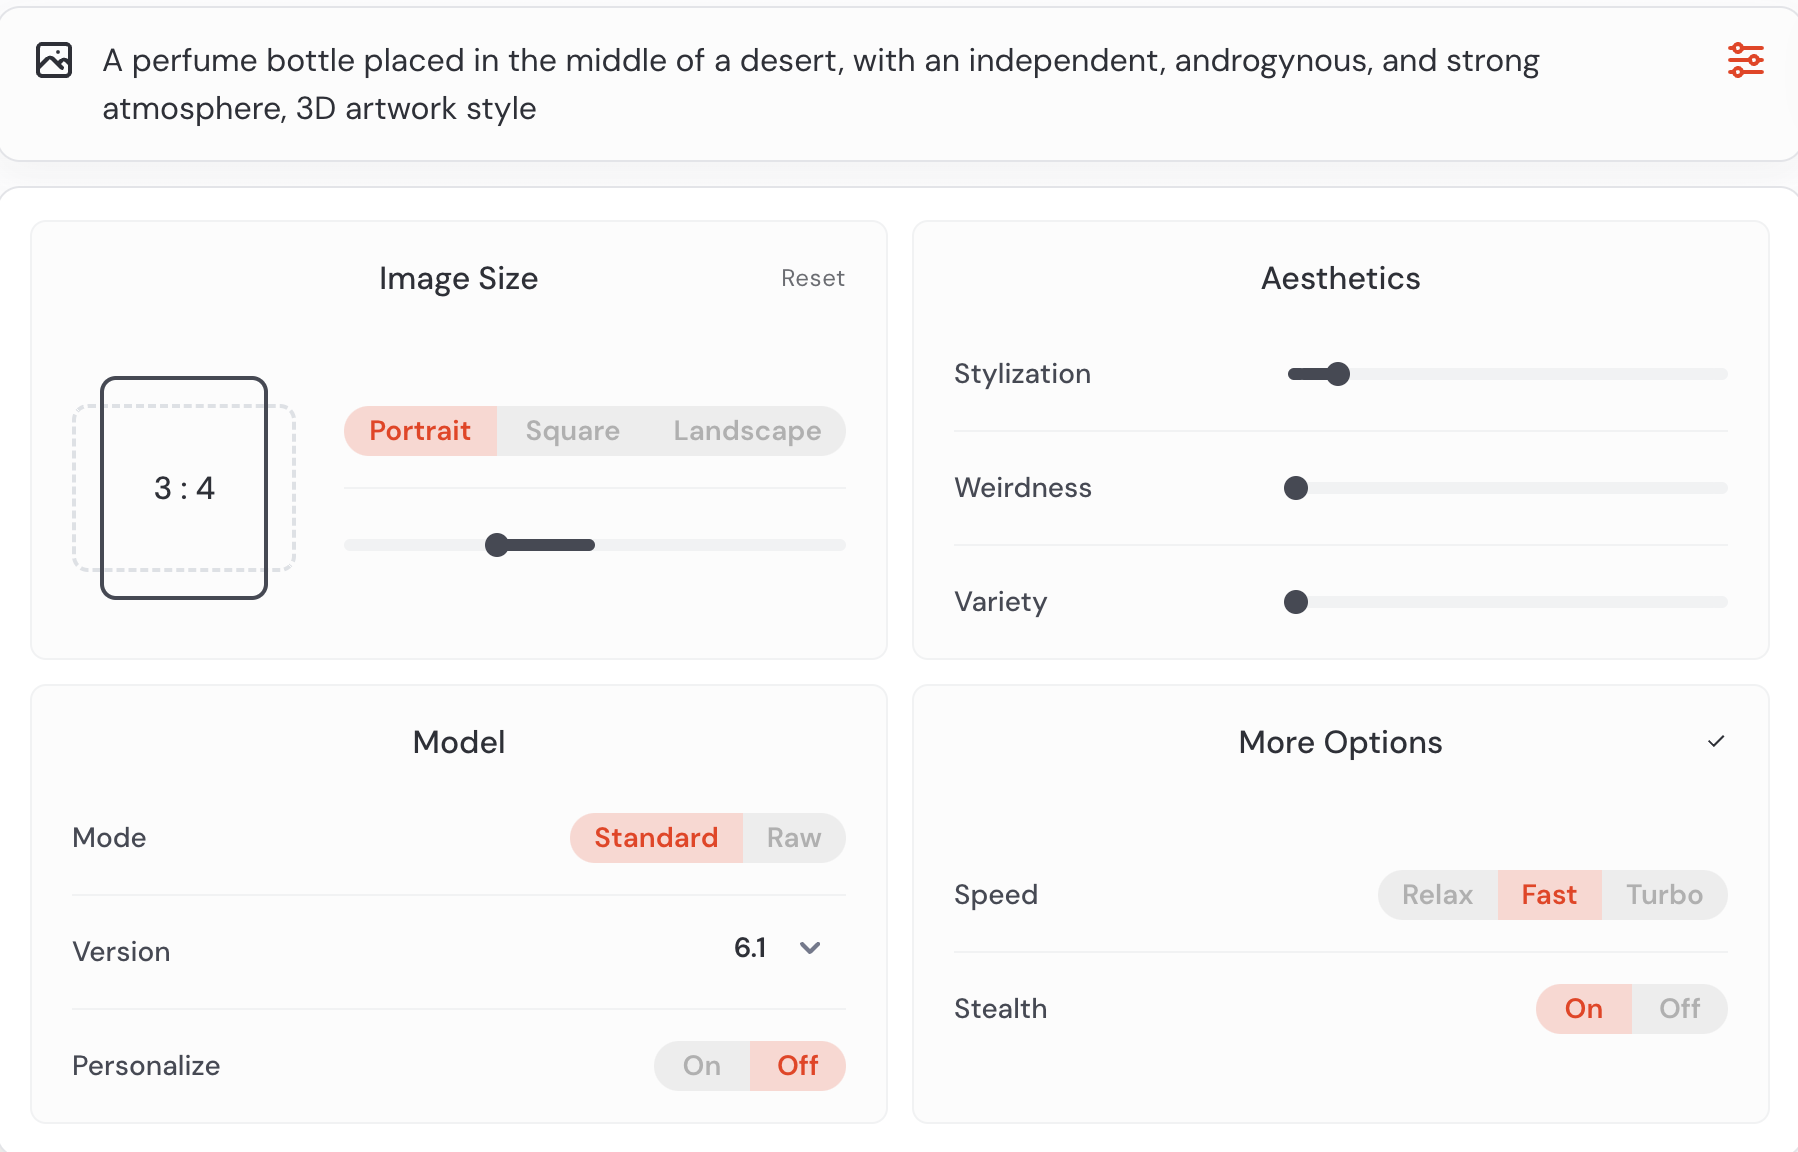 A perfume bottle placed in the middle of a desert, with an independent, androgynous, and strong
atmosphere, 3D artwork style
Image Size
Reset
3 : 4
Portrait
Square
Landscape
Aesthetics
Stylization
Weirdness
Variety
Model
Mode
Standard
Raw
Version
6.1
Personalize
On
Off
More Options
Speed
Relax
Fast
Turbo
Stealth
On
Off